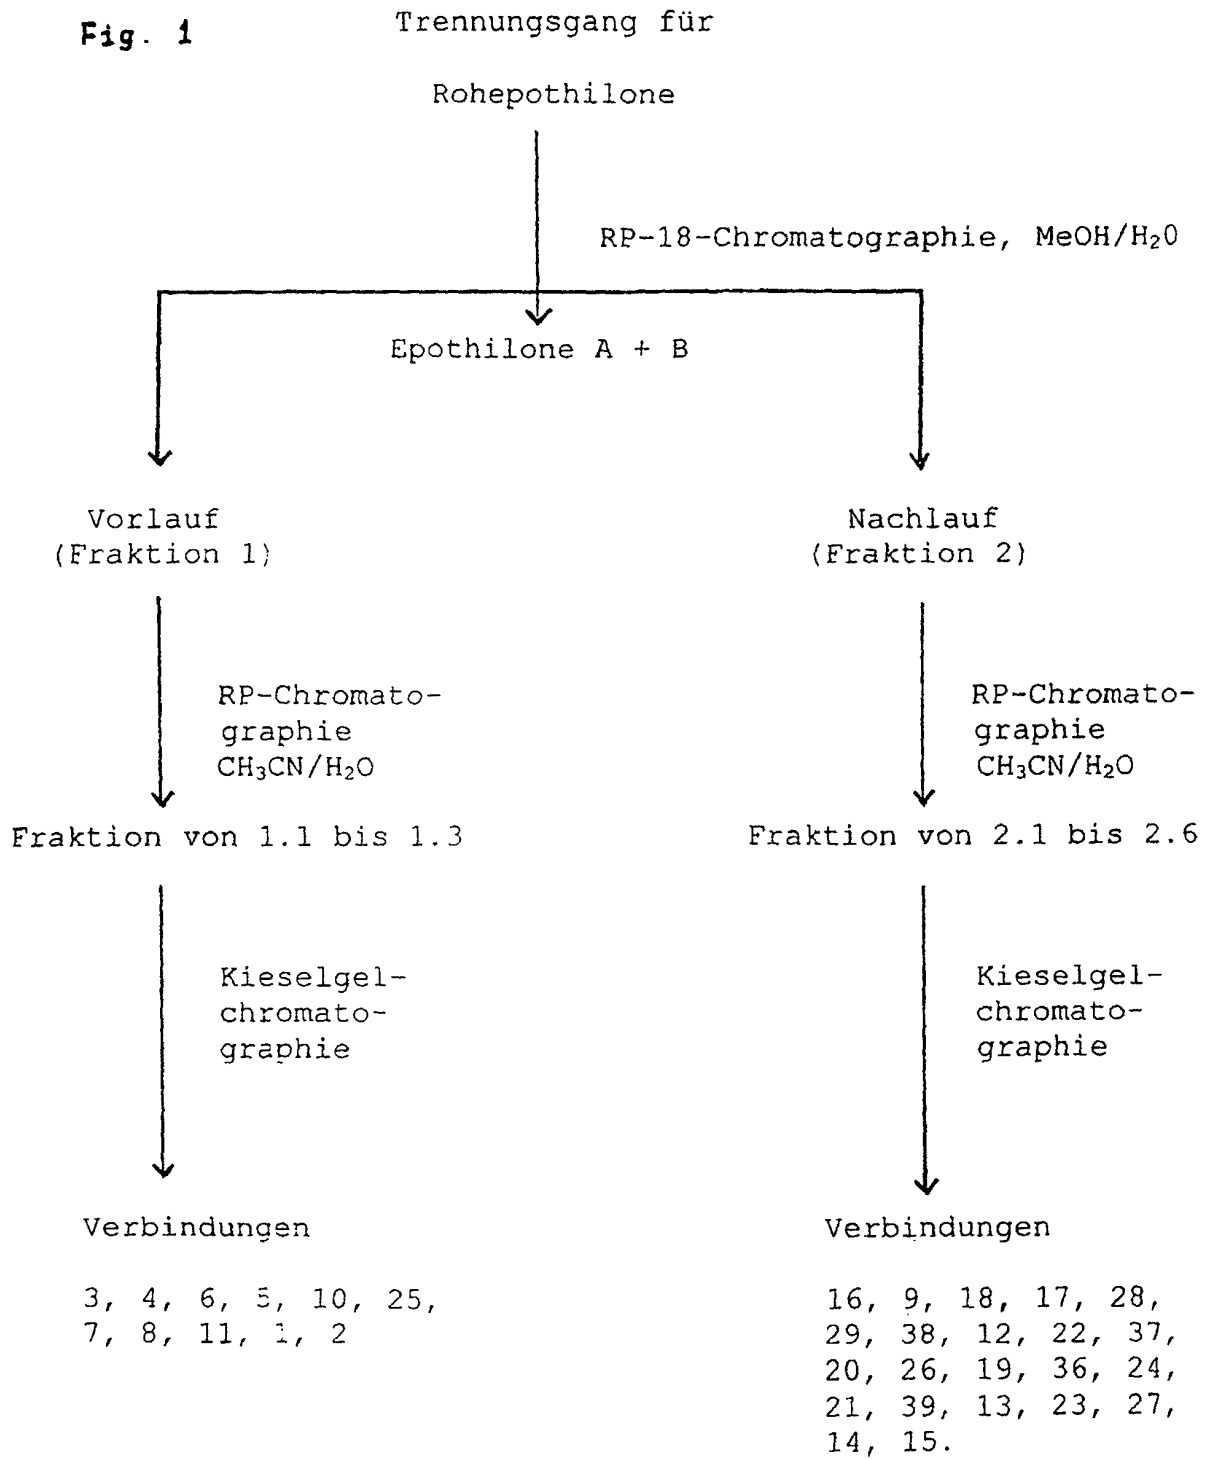 Fig. 1
Trennungsgang für
Rohepothilone
RP-18-Chromatographie, MeOH/H₂O
Epothilone A + B
Vorlauf
(Fraktion 1)
RP-Chromato-
graphie
CH₃CN/H₂O
Fraktion von 1.1 bis 1.3
Kieselgel-
chromato-
graphie
Verbindungen
3, 4, 6, 5, 10, 25,
7, 8, 11, 1, 2
Nachlauf
(Fraktion 2)
RP-Chromato-
graphie
CH₃CN/H₂O
Fraktion von 2.1 bis 2.6
Kieselgel-
chromato-
graphie
Verbindungen
16, 9, 18, 17, 28,
29, 38, 12, 22, 37,
20, 26, 19, 36, 24,
21, 39, 13, 23, 27,
14, 15.